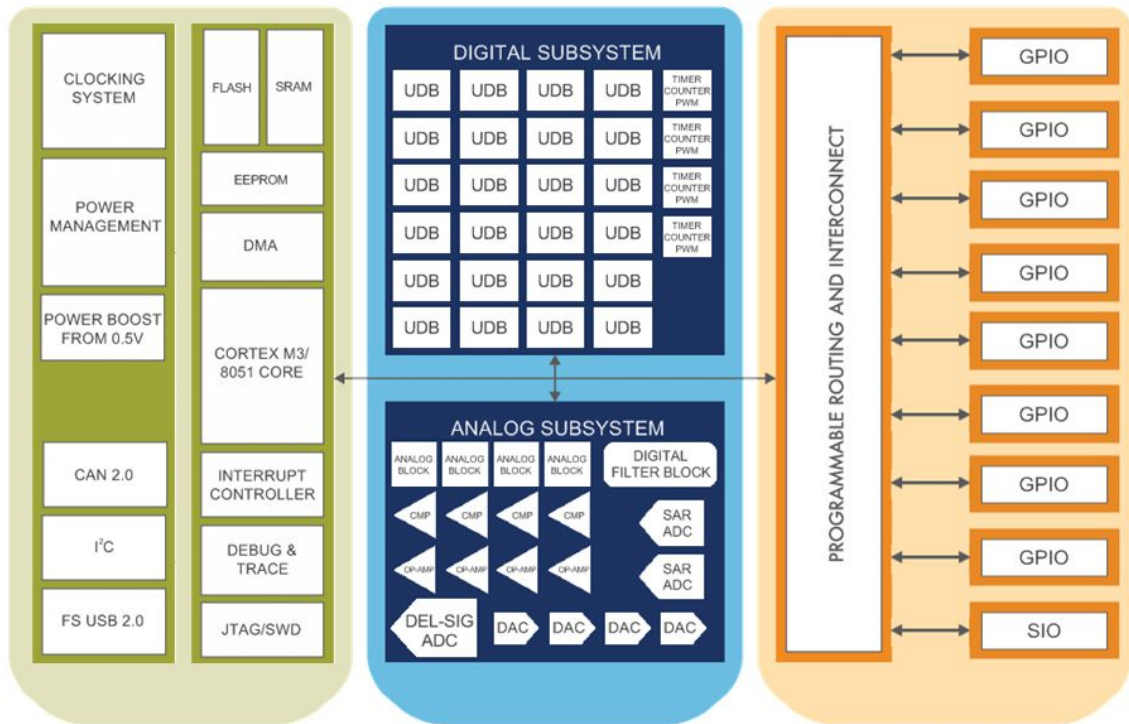 CLOCKING
SYSTEM
POWER
MANAGEMENT
POWER BOOST
FROM 0.5V
CAN 2.0
I²C
FS USB 2.0
FLASH
SRAM
EEPROM
DMA
CORTEX M3/
8051 CORE
INTERRUPT
CONTROLLER
DEBUG &
TRACE
JTAG/SWD
DIGITAL SUBSYSTEM
UDB UDB UDB UDB
TIMER
COUNTER
PWM
UDB UDB UDB UDB
TIMER
COUNTER
PWM
UDB UDB UDB UDB
TIMER
COUNTER
PWM
UDB UDB UDB UDB
TIMER
COUNTER
PWM
UDB UDB UDB UDB
UDB UDB UDB UDB
ANALOG SUBSYSTEM
ANALOG
BLOCK
ANALOG
BLOCK
ANALOG
BLOCK
ANALOG
BLOCK
DIGITAL
FILTER BLOCK
CMP CMP CMP CMP
SAR
ADC
OP-AMP OP-AMP OP-AMP OP-AMP
SAR
ADC
DEL-SIG
ADC
DAC DAC DAC DAC
PROGRAMMABLE ROUTING AND INTERCONNECT
GPIO
GPIO
GPIO
GPIO
GPIO
GPIO
GPIO
GPIO
SIO